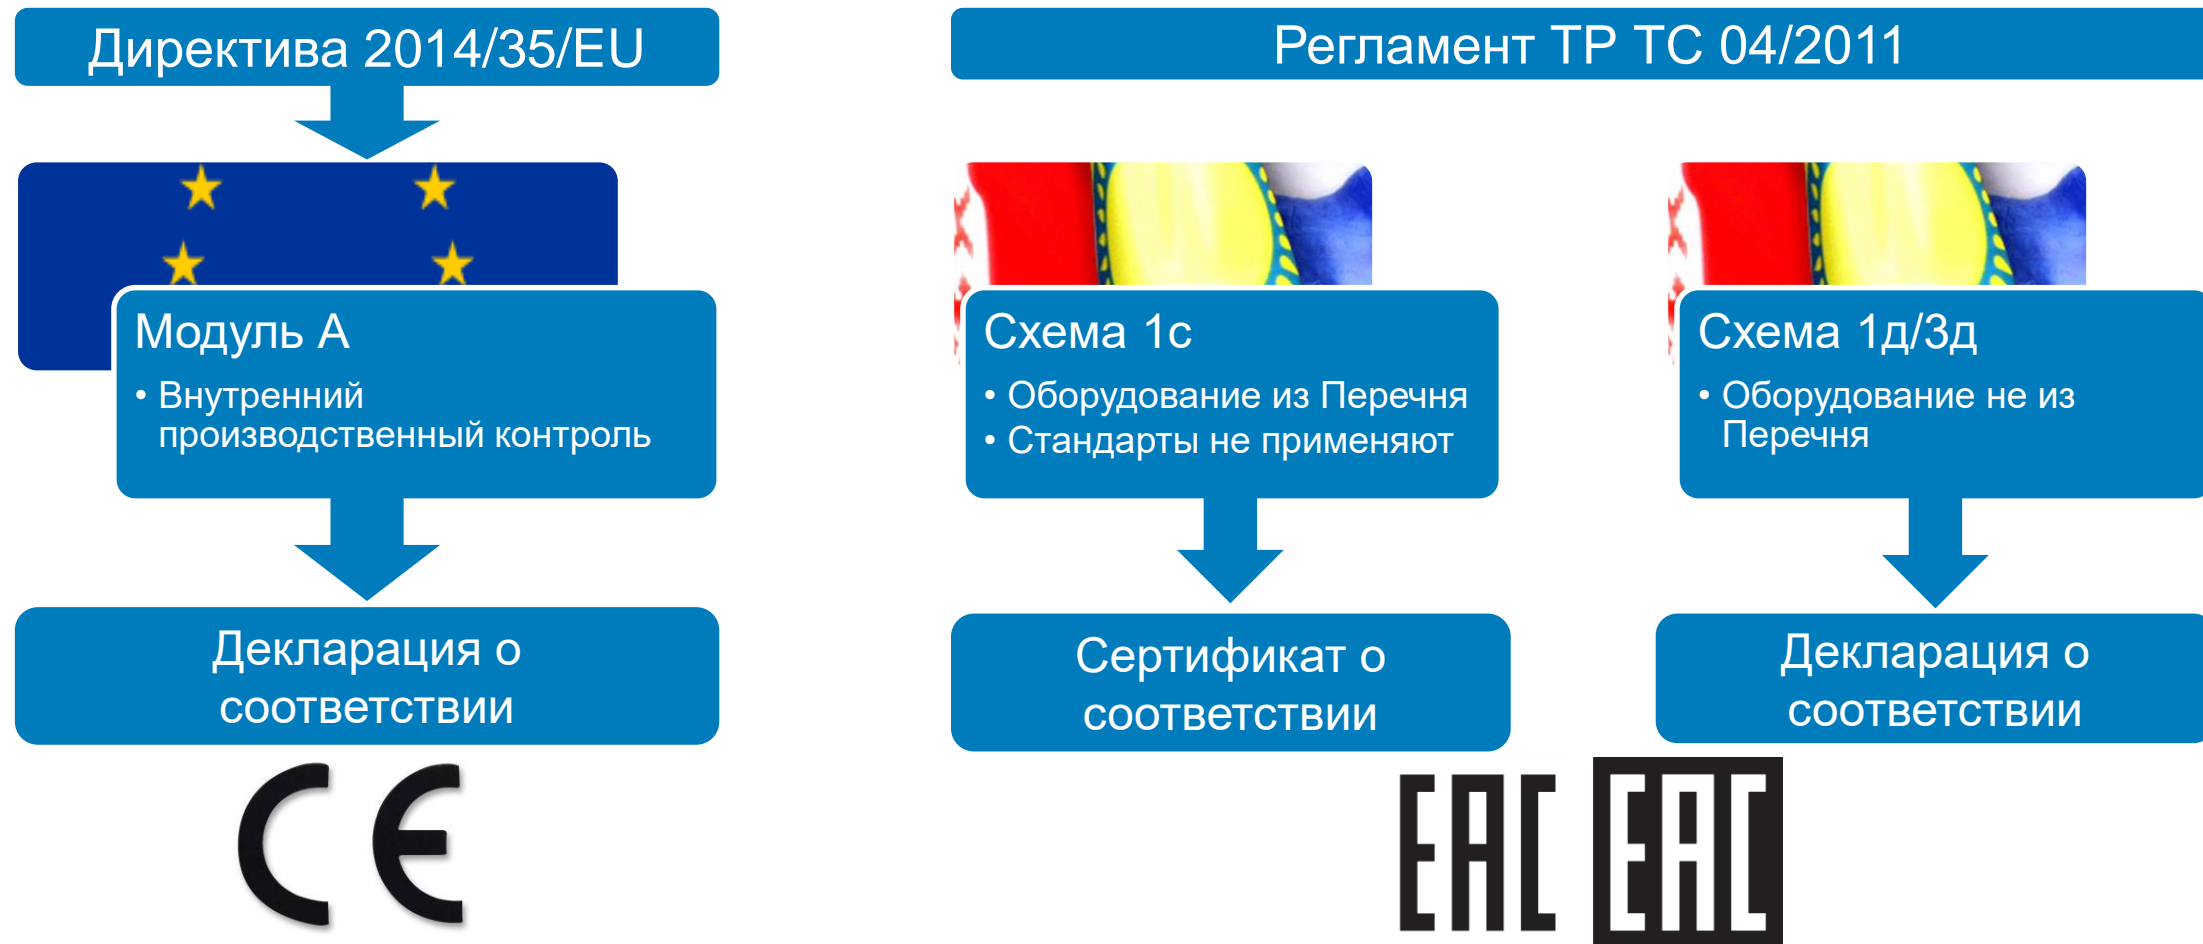 Директива 2014/35/EU
Регламент ТР ТС 04/2011
Модуль А
• Внутренний
производственный контроль
Схема 1с
• Оборудование из Перечня
• Стандарты не применяют
Схема 1д/3д
• Оборудование не из
Перечня
Декларация о
соответствии
Сертификат о
соответствии
Декларация о
соответствии
CE
EAC
EAC